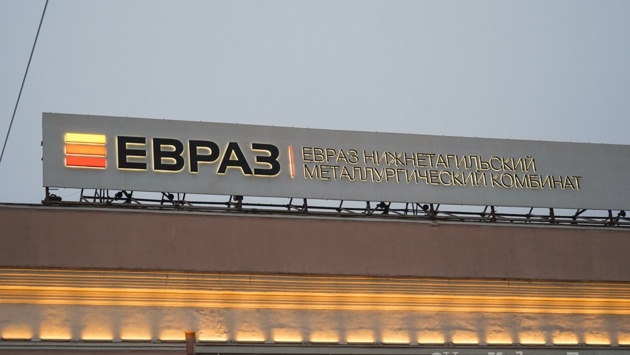 ЕВРАЗ
ЕВРАЗ НИЖНЕТАГИЛЬСКИЙ
МЕТАЛЛУРГИЧЕСКИЙ КОМБИНАТ